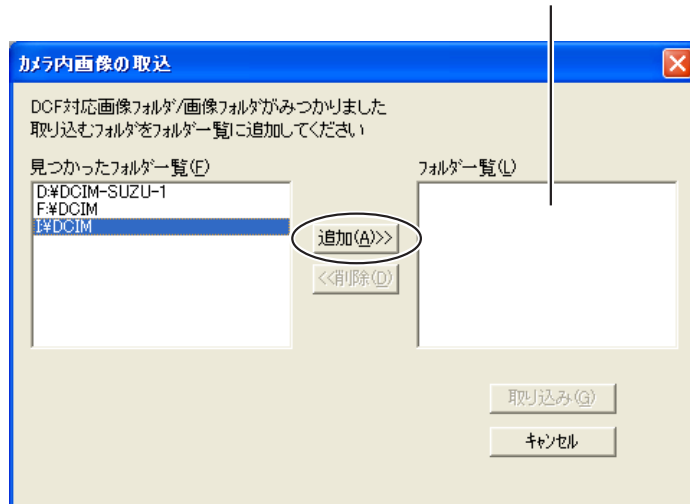 カメラ内画像の取込
DCF対応画像フォルダ/画像フォルダがみつかりました
取り込むフォルダをフォルダ一覧に追加してください
見つかったフォルダ一覧(F)
フォルダ一覧(L)
D:¥DCIM-SUZU-1
F:¥DCIM
I:¥DCIM
追加(A)>>
<<削除(D)
取り込み(G)
キャンセル